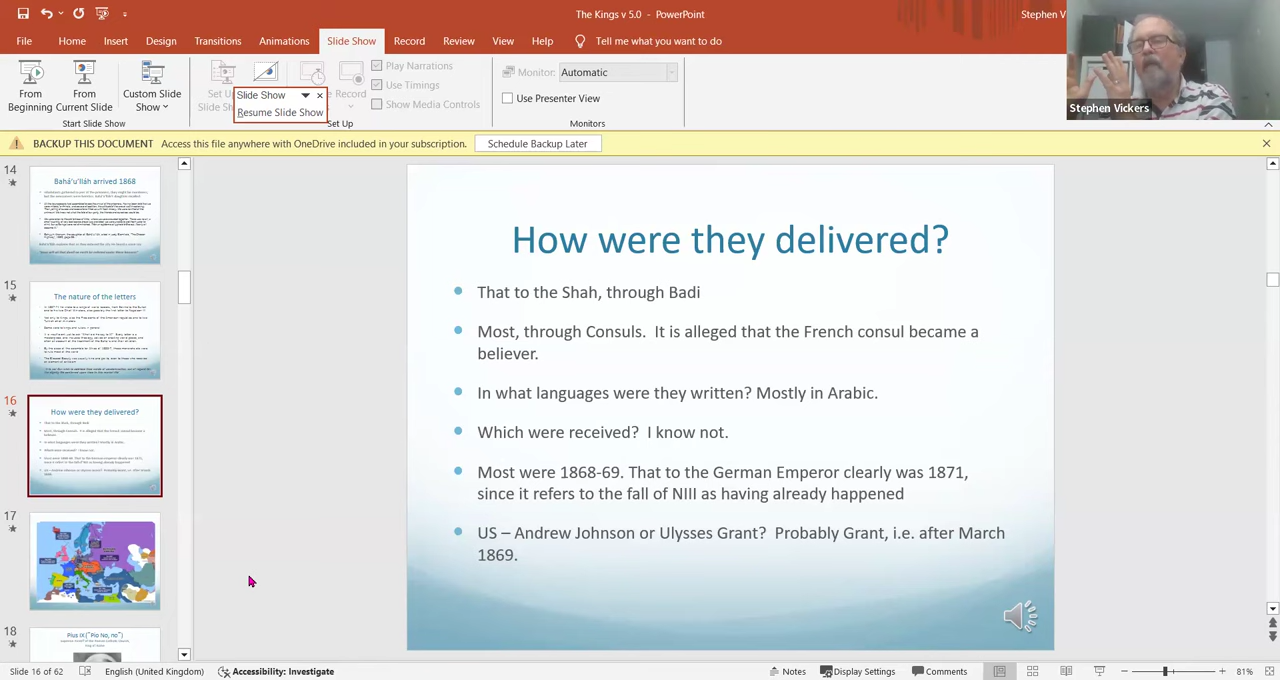 The Kings v 5.0 - PowerPoint
Stephen V
File Home Insert Design Transitions Animations Slide Show Record Review View Help Tell me what you want to do
From Beginning
From Current Slide
Custom Slide Show
Start Slide Show
Set Up
Slide Show
Resume Slide Show
Record
Play Narrations
Use Timings
Show Media Controls
Set Up
Monitor: Automatic
Use Presenter View
Monitors
Stephen Vickers
BACKUP THIS DOCUMENT Access this file anywhere with OneDrive included in your subscription. Schedule Backup Later
14
Bahá'u'lláh arrived 1868
15
The nature of the letters
16
How were they delivered?
17
18
Pius IX ("Pio No, no")
How were they delivered?
That to the Shah, through Badi
Most, through Consuls. It is alleged that the French consul became a
believer.
In what languages were they written? Mostly in Arabic.
Which were received? I know not.
Most were 1868-69. That to the German Emperor clearly was 1871,
since it refers to the fall of NIII as having already happened
US – Andrew Johnson or Ulysses Grant? Probably Grant, i.e. after March
1869.
Slide 16 of 62 English (United Kingdom) Accessibility: Investigate Notes Display Settings Comments 81%